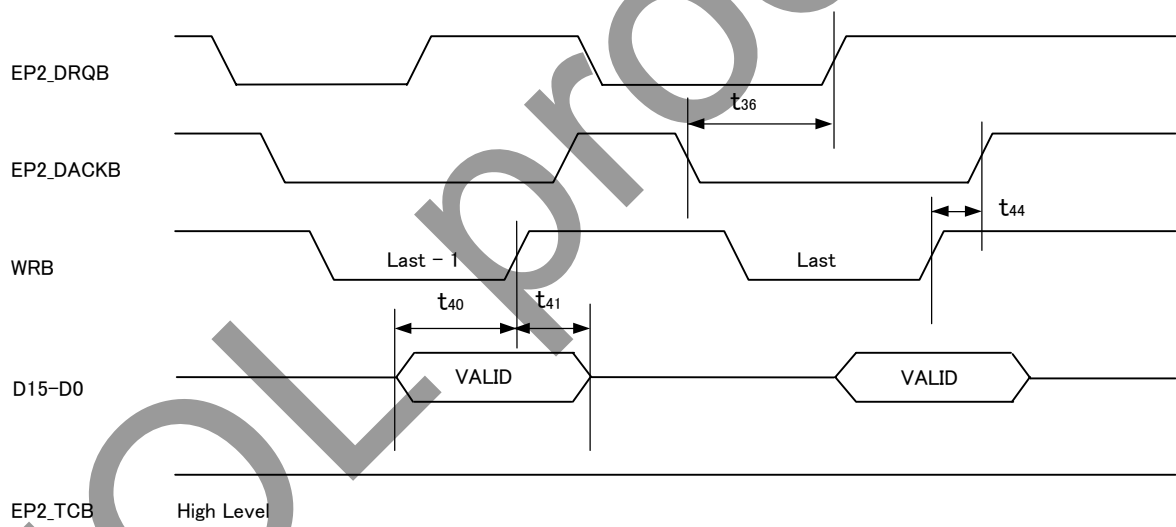 EP2_DRQB
t36
EP2_DACKB
t44
WRB
Last - 1
Last
t40
t41
D15-D0
VALID
VALID
EP2_TCB
High Level